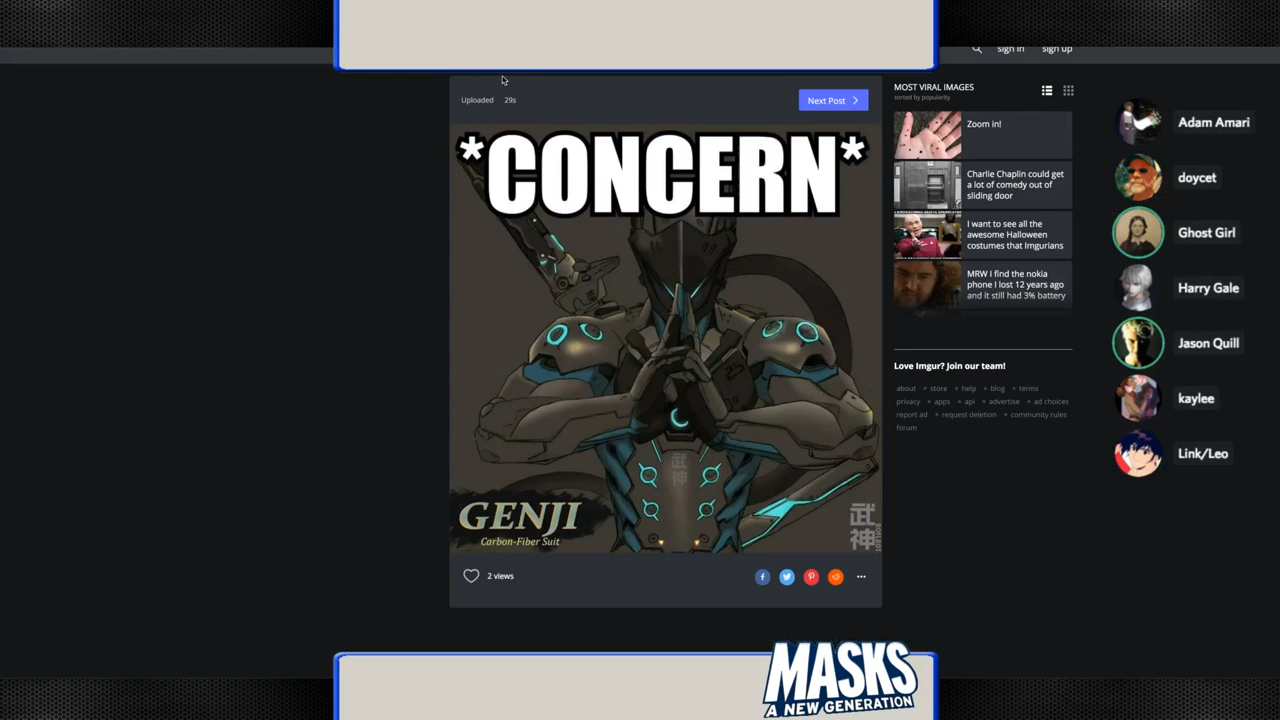 sign in
sign up
Uploaded 29s
Next Post
*CONCERN*
GENJI
Carbon-Fiber Suit
武神
武
神
2 views
MOST VIRAL IMAGES
sorted by popularity
Zoom in!
Charlie Chaplin could get
a lot of comedy out of
sliding door
I want to see all the
awesome Halloween
costumes that Imgurians
MRW I find the nokia
phone I lost 12 years ago
and it still had 3% battery
Love Imgur? Join our team!
about • store • help • blog • terms
privacy • apps • api • advertise • ad choices
report ad • request deletion • community rules
forum
Adam Amari
doycet
Ghost Girl
Harry Gale
Jason Quill
kaylee
Link/Leo
MASKS
A NEW GENERATION